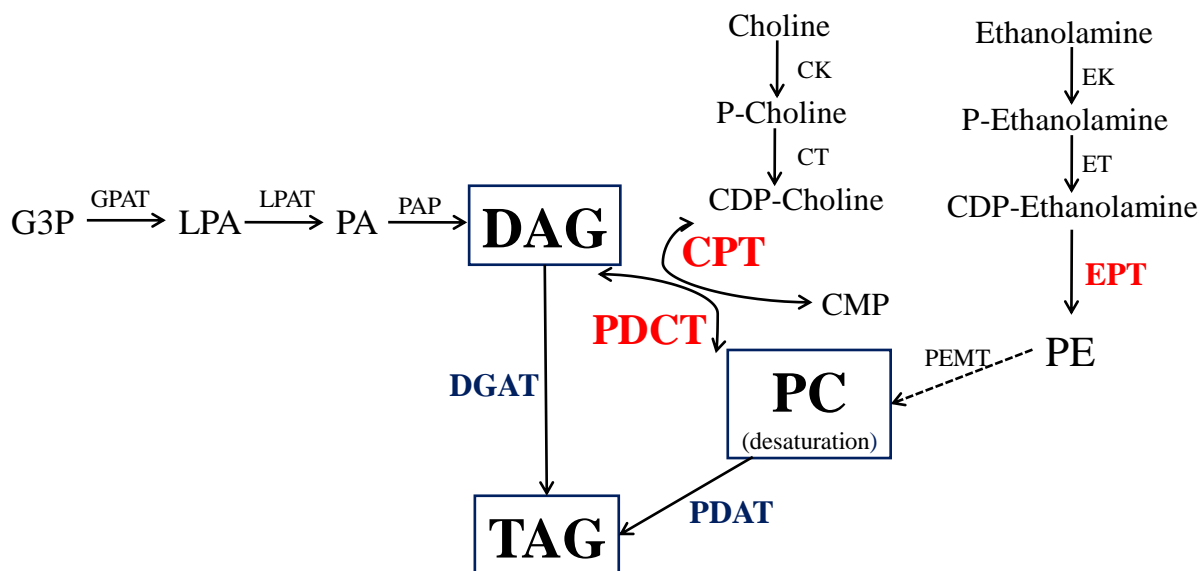 Choline
Ethanolamine
CK
EK
P-Choline
P-Ethanolamine
CT
ET
CDP-Choline
CDP-Ethanolamine
G3P
GPAT
LPA
LPAT
PA
PAP
DAG
CPT
EPT
CMP
PDCT
PE
PEMT
DGAT
PC
(desaturation)
PDAT
TAG